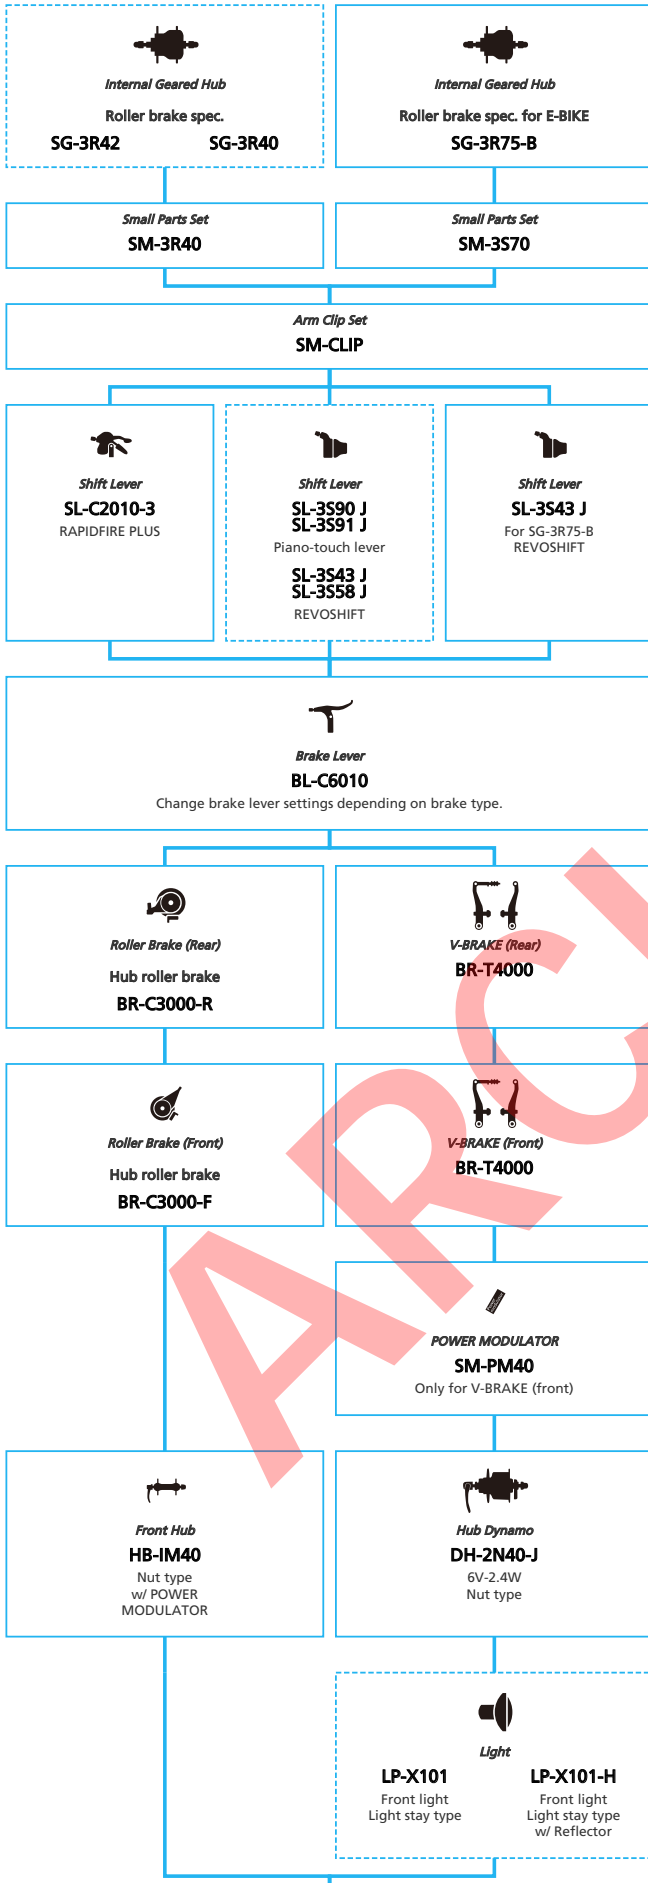 Internal Geared Hub
Roller brake spec.
SG-3R42
SG-3R40
Internal Geared Hub
Roller brake spec. for E-BIKE
SG-3R75-B
Small Parts Set
SM-3R40
Small Parts Set
SM-3S70
Arm Clip Set
SM-CLIP
Shift Lever
SL-C2010-3
RAPIDFIRE PLUS
Shift Lever
SL-3S90 J
SL-3S91 J
Piano-touch lever
SL-3S43 J
SL-3S58 J
REVOSHIFT
Shift Lever
SL-3S43 J
For SG-3R75-B
REVOSHIFT
Brake Lever
BL-C6010
Change brake lever settings depending on brake type.
Roller Brake (Rear)
Hub roller brake
BR-C3000-R
V-BRAKE (Rear)
BR-T4000
Roller Brake (Front)
Hub roller brake
BR-C3000-F
V-BRAKE (Front)
BR-T4000
POWER MODULATOR
SM-PM40
Only for V-BRAKE (front)
Front Hub
HB-IM40
Nut type
w/ POWER
MODULATOR
Hub Dynamo
DH-2N40-J
6V-2.4W
Nut type
Light
LP-X101
Front light
Light stay type
LP-X101-H
Front light
Light stay type
w/ Reflector
ARC